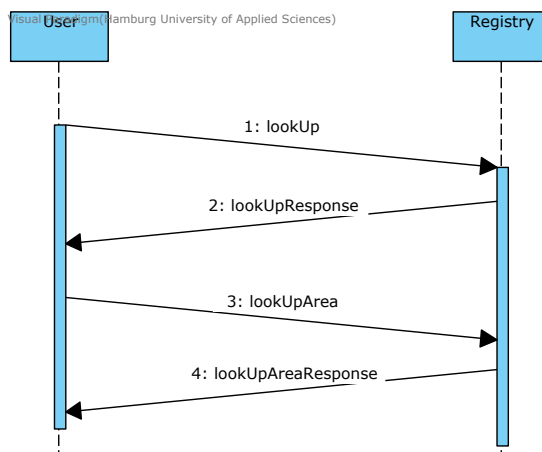 Visual Paradigm(Hamburg University of Applied Sciences)
User
Registry
1: lookUp
2: lookUpResponse
3: lookUpArea
4: lookUpAreaResponse